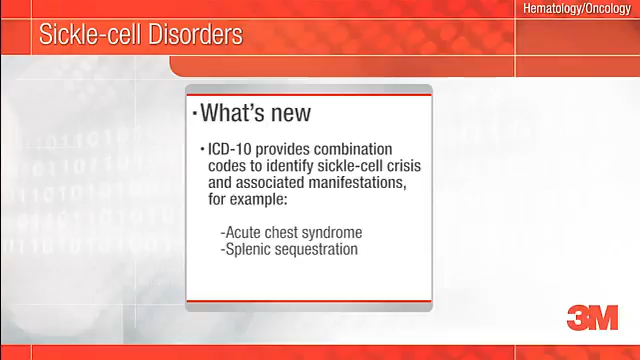 Hematology/Oncology
Sickle-cell Disorders
·What's new
• ICD-10 provides combination
codes to identify sickle-cell crisis
and associated manifestations,
for example:
-Acute chest syndrome
-Splenic sequestration
3M